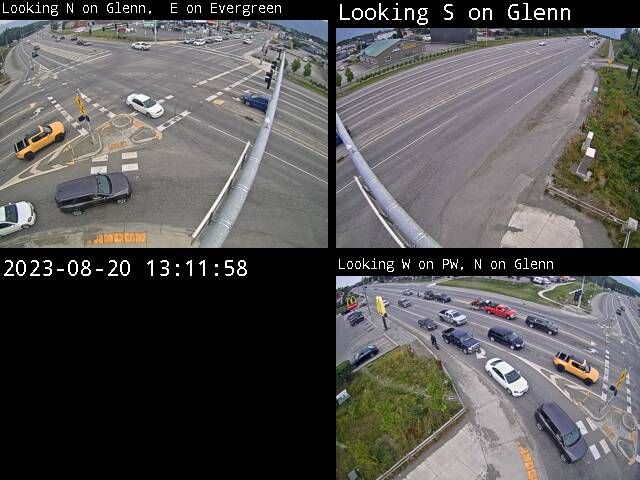 Looking N on Glenn, E on Evergreen
Looking S on Glenn
2023-08-20 13:11:58
Looking W on PW, N on Glenn